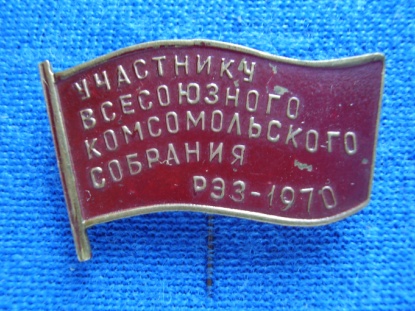 УЧАСТНИКУ
ВСЕСОЮЗНОГО
КОМСОМОЛЬСКОГО
СОБРАНИЯ
РЭЗ-1970